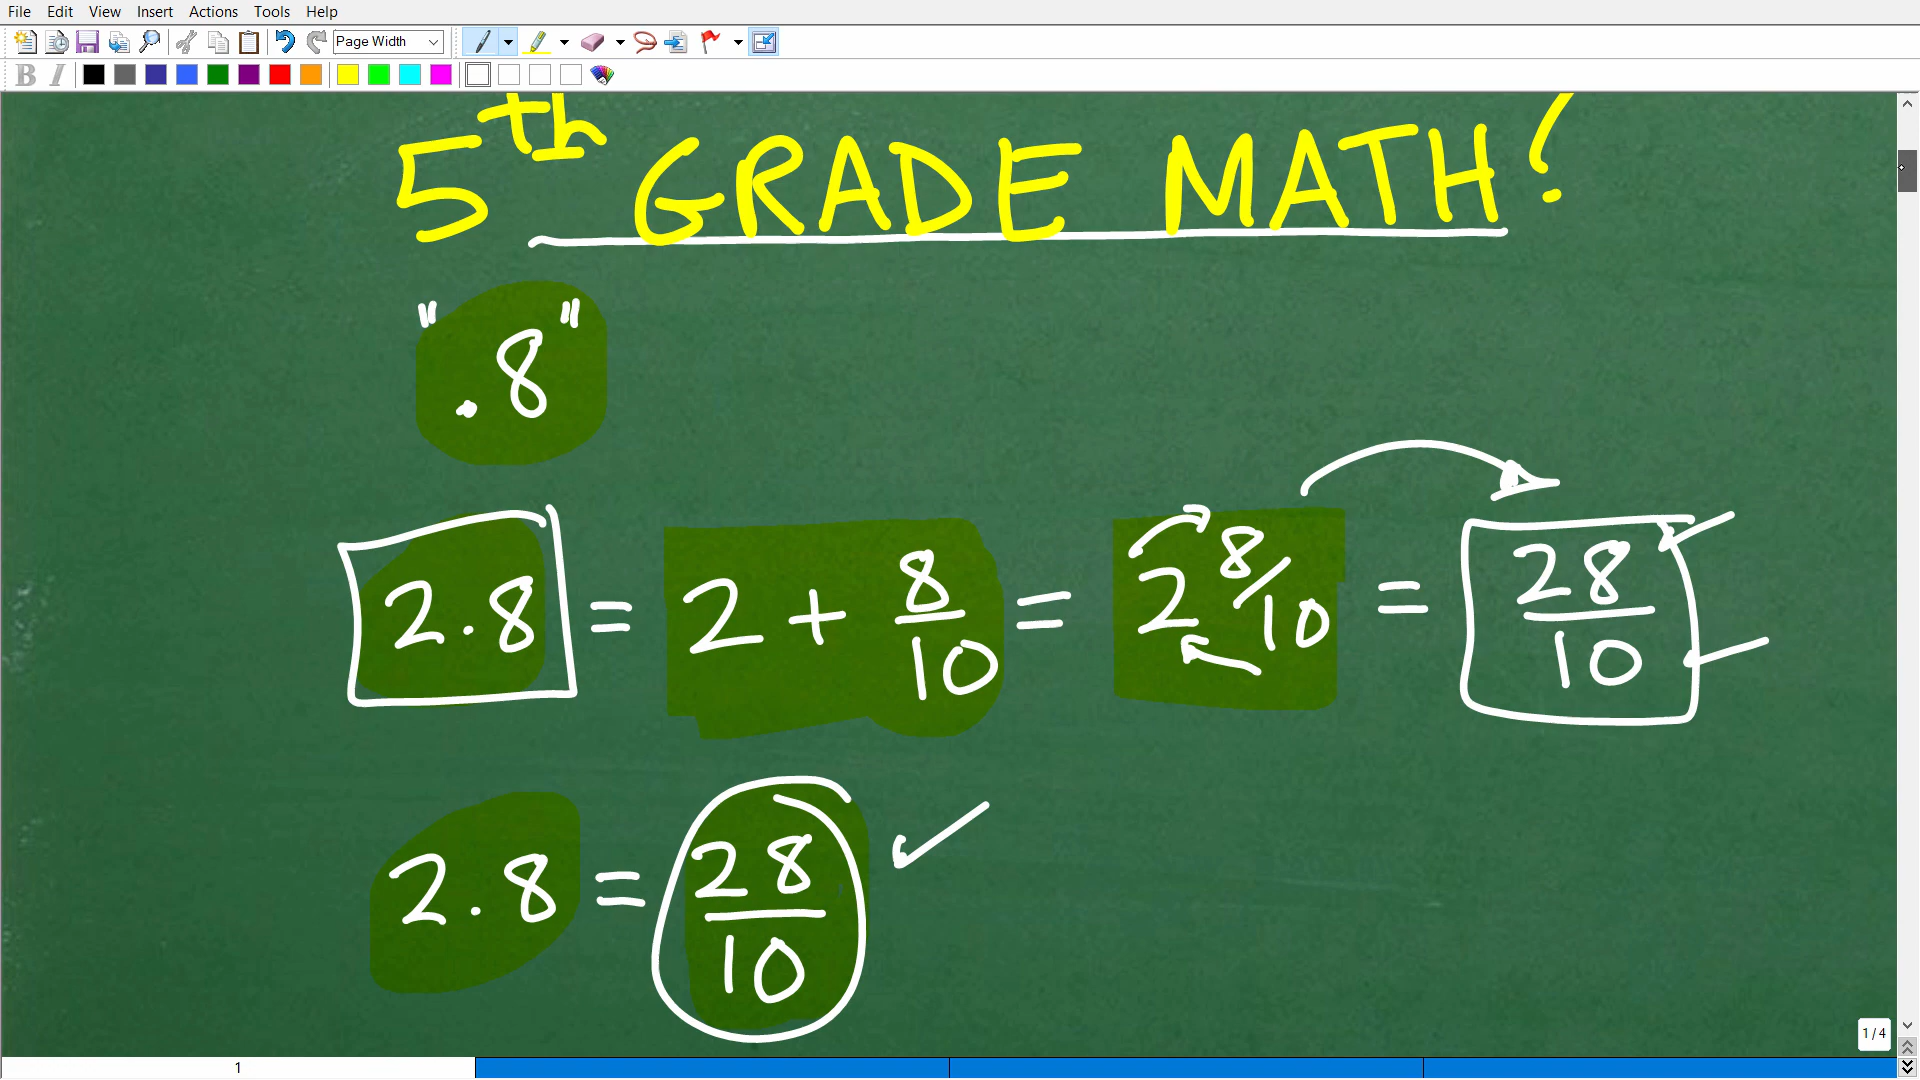 File Edit View Insert Actions Tools Help
Page Width
B I
5th GRADE MATH!
".8"
2.8 = 2 + 8/10 = 2 8/10 = 28/10
2.8 = 28/10
1/4
1